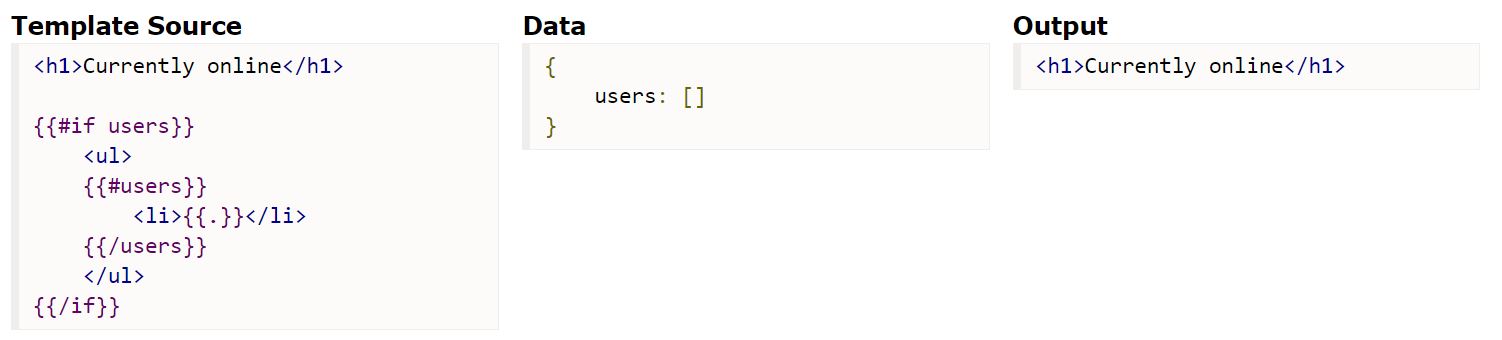 Template Source
<h1>Currently online</h1>
{{#if users}}
<ul>
{{#users}}
<li>{{.}}</li>
{{/users}}
</ul>
{{/if}}
Data
{
users: []
}
Output
<h1>Currently online</h1>